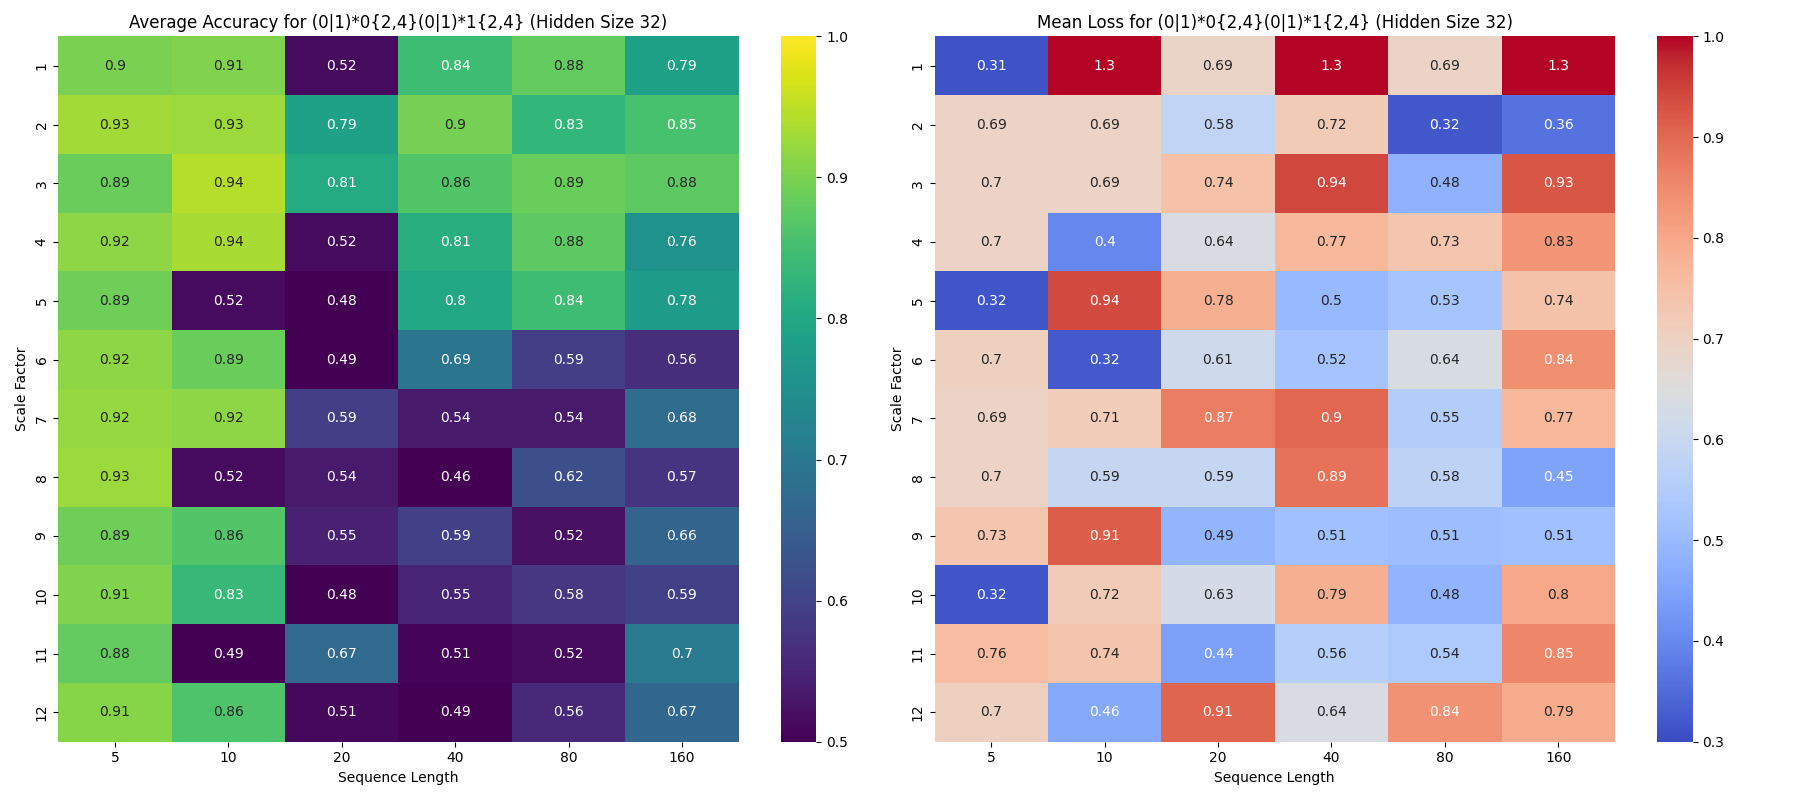 Average Accuracy for (0|1)*0{2,4}(0|1)*1{2,4} (Hidden Size 32)
Scale Factor
1 0.9 0.91 0.52 0.84 0.88 0.79
2 0.93 0.93 0.79 0.9 0.83 0.85
3 0.89 0.94 0.81 0.86 0.89 0.88
4 0.92 0.94 0.52 0.81 0.88 0.76
5 0.89 0.52 0.48 0.8 0.84 0.78
6 0.92 0.89 0.49 0.69 0.59 0.56
7 0.92 0.92 0.59 0.54 0.54 0.68
8 0.93 0.52 0.54 0.46 0.62 0.57
9 0.89 0.86 0.55 0.59 0.52 0.66
10 0.91 0.83 0.48 0.55 0.58 0.59
11 0.88 0.49 0.67 0.51 0.52 0.7
12 0.91 0.86 0.51 0.49 0.56 0.67
5 10 20 40 80 160
Sequence Length
1.0
0.9
0.8
0.7
0.6
0.5
Mean Loss for (0|1)*0{2,4}(0|1)*1{2,4} (Hidden Size 32)
Scale Factor
1 0.31 1.3 0.69 1.3 0.69 1.3
2 0.69 0.69 0.58 0.72 0.32 0.36
3 0.7 0.69 0.74 0.94 0.48 0.93
4 0.7 0.4 0.64 0.77 0.73 0.83
5 0.32 0.94 0.78 0.5 0.53 0.74
6 0.7 0.32 0.61 0.52 0.64 0.84
7 0.69 0.71 0.87 0.9 0.55 0.77
8 0.7 0.59 0.59 0.89 0.58 0.45
9 0.73 0.91 0.49 0.51 0.51 0.51
10 0.32 0.72 0.63 0.79 0.48 0.8
11 0.76 0.74 0.44 0.56 0.54 0.85
12 0.7 0.46 0.91 0.64 0.84 0.79
5 10 20 40 80 160
Sequence Length
1.0
0.9
0.8
0.7
0.6
0.5
0.4
0.3